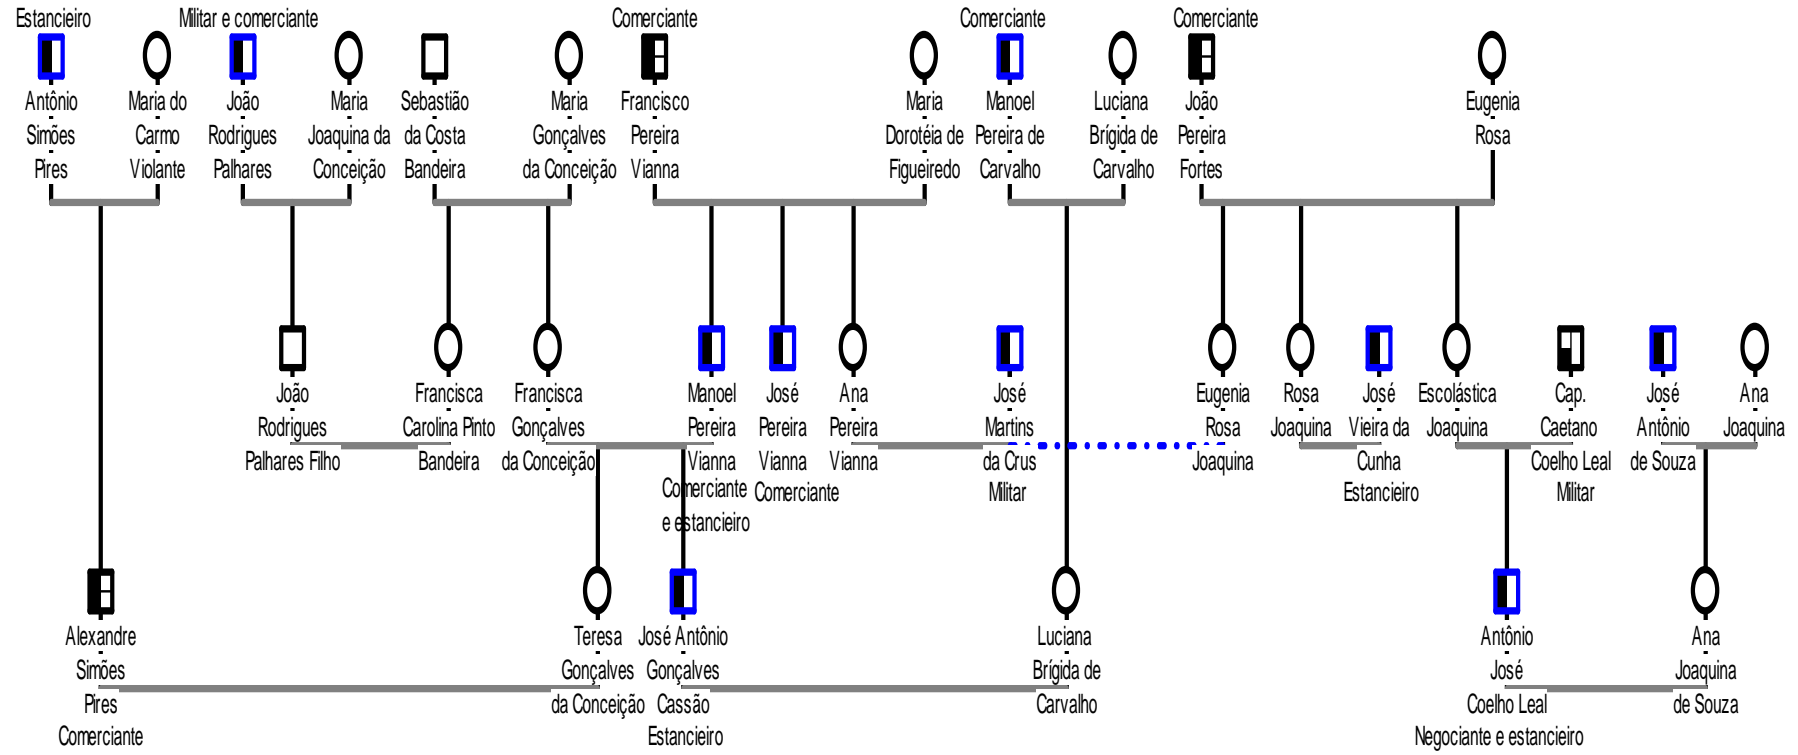 Estancieiro
Antônio
Simões
Pires
Maria do
Carmo
Violante
Militar e comerciante
João
Rodrigues
Palhares
Maria
Joaquina da
Conceição
Sebastião
da Costa
Bandeira
Maria
Gonçalves
da Conceição
Comerciante
Francisco
Pereira
Vianna
Maria
Dorotéia de
Figueiredo
Comerciante
Manoel
Pereira de
Carvalho
Luciana
Brígida de
Carvalho
Comerciante
João
Pereira
Fortes
Eugenia
Rosa
João
Rodrigues
Palhares Filho
Francisca
Carolina Pinto
Bandeira
Francisca
Gonçalves
da Conceição
Manoel
Pereira
Vianna
Comerciante
e estancieiro
José
Pereira
Vianna
Comerciante
Ana
Pereira
Vianna
José
Martins
da Crus
Militar
Eugenia
Rosa
Joaquina
Rosa
Joaquina
José
Vieira da
Cunha
Estancieiro
Escolástica
Joaquina
Cap.
Caetano
Coelho Leal
Militar
José
Antônio
de Souza
Ana
Joaquina
Alexandre
Simões
Pires
Comerciante
Teresa
Gonçalves
da Conceição
José Antônio
Gonçalves
Cassão
Estancieiro
Luciana
Brígida de
Carvalho
Antônio
José
Coelho Leal
Negociante e estancieiro
Ana
Joaquina
de Souza